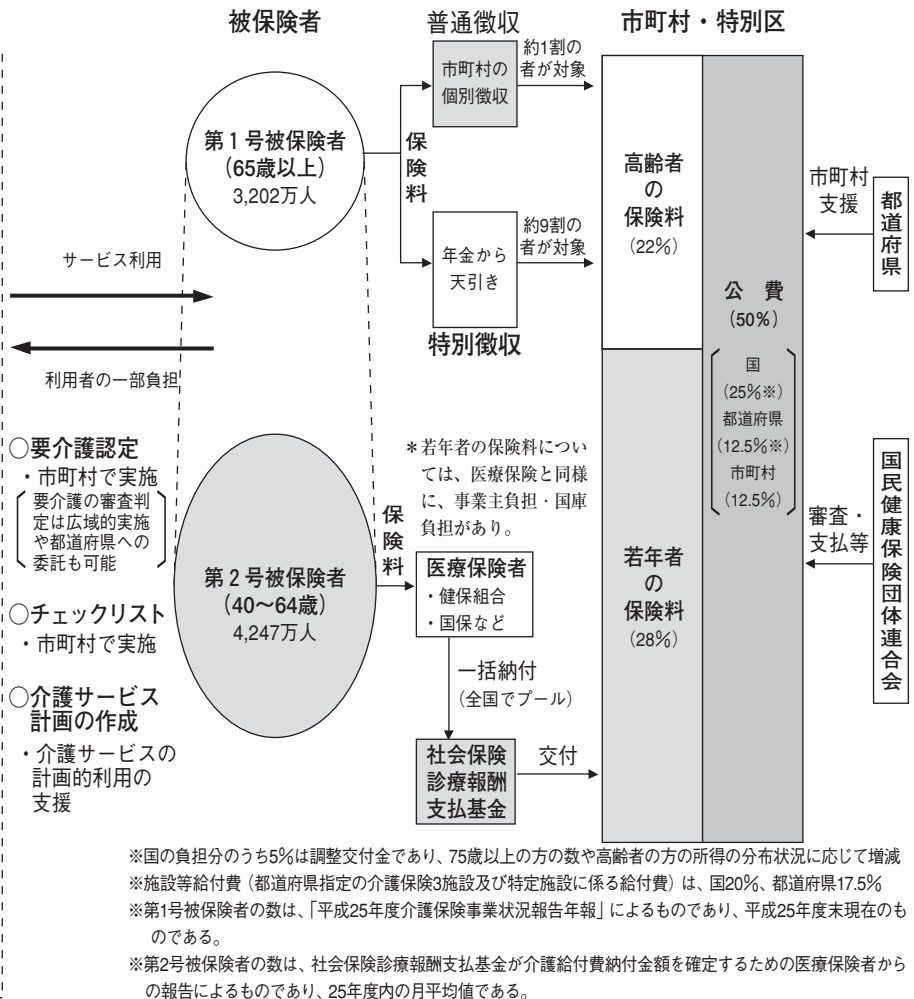 被保険者
普通徴収
市町村・特別区
第1号被保険者
(65歳以上)
3,202万人
保険料
市町村の
個別徴収
約1割の
者が対象
年金から
天引き
約9割の
者が対象
特別徴収
高齢者
の
保険料
(22%)
公費
(50%)
国
(25%※)
都道府県
(12.5%※)
市町村
(12.5%)
市町村
支援
都道府県
サービス利用
利用者の一部負担
○要介護認定
・市町村で実施
要介護の審査判
定は広域的実施
や都道府県への
委託も可能
○チェックリスト
・市町村で実施
○介護サービス
計画の作成
・介護サービスの
計画的利用の
支援
第2号被保険者
(40〜64歳)
4,247万人
保険料
＊若年者の保険料につい
ては、医療保険と同様
に、事業主負担・国庫
負担があり。
医療保険者
・健保組合
・国保など
一括納付
(全国でプール)
社会保険
診療報酬
支払基金
交付
若年者
の
保険料
(28%)
審査・
支払等
国民健康保険団体連合会
※国の負担分のうち5%は調整交付金であり、75歳以上の方の数や高齢者の方の所得の分布状況に応じて増減
※施設等給付費（都道府県指定の介護保険3施設及び特定施設に係る給付費）は、国20%、都道府県17.5%
※第1号被保険者の数は、「平成25年度介護保険事業状況報告年報」によるものであり、平成25年度末現在のも
のである。
※第2号被保険者の数は、社会保険診療報酬支払基金が介護給付費納付金額を確定するための医療保険者から
の報告によるものであり、25年度内の月平均値である。